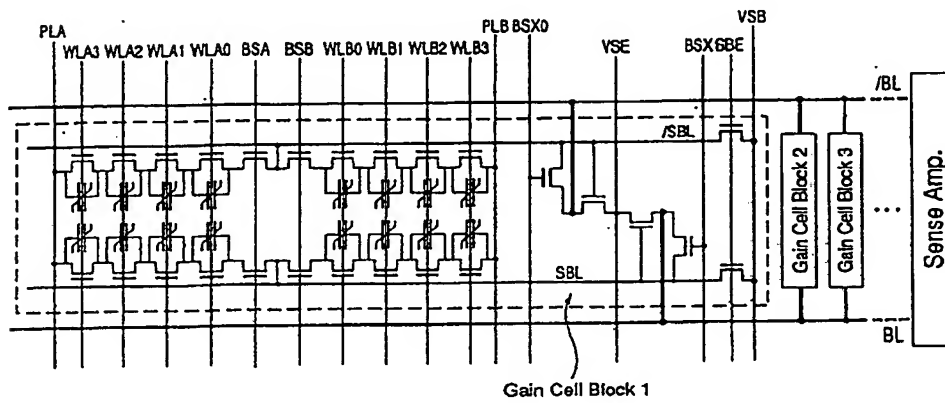 PLA
WLA3 WLA2 WLA1 WLA0 BSA BSB WLB0 WLB1 WLB2 WLB3
PLB BSX0
VSE
BSX1 SBE
VSB
/BL
/SBL
Gain Cell Block 2
Gain Cell Block 3
...
Sense Amp.
SBL
BL
Gain Cell Block 1